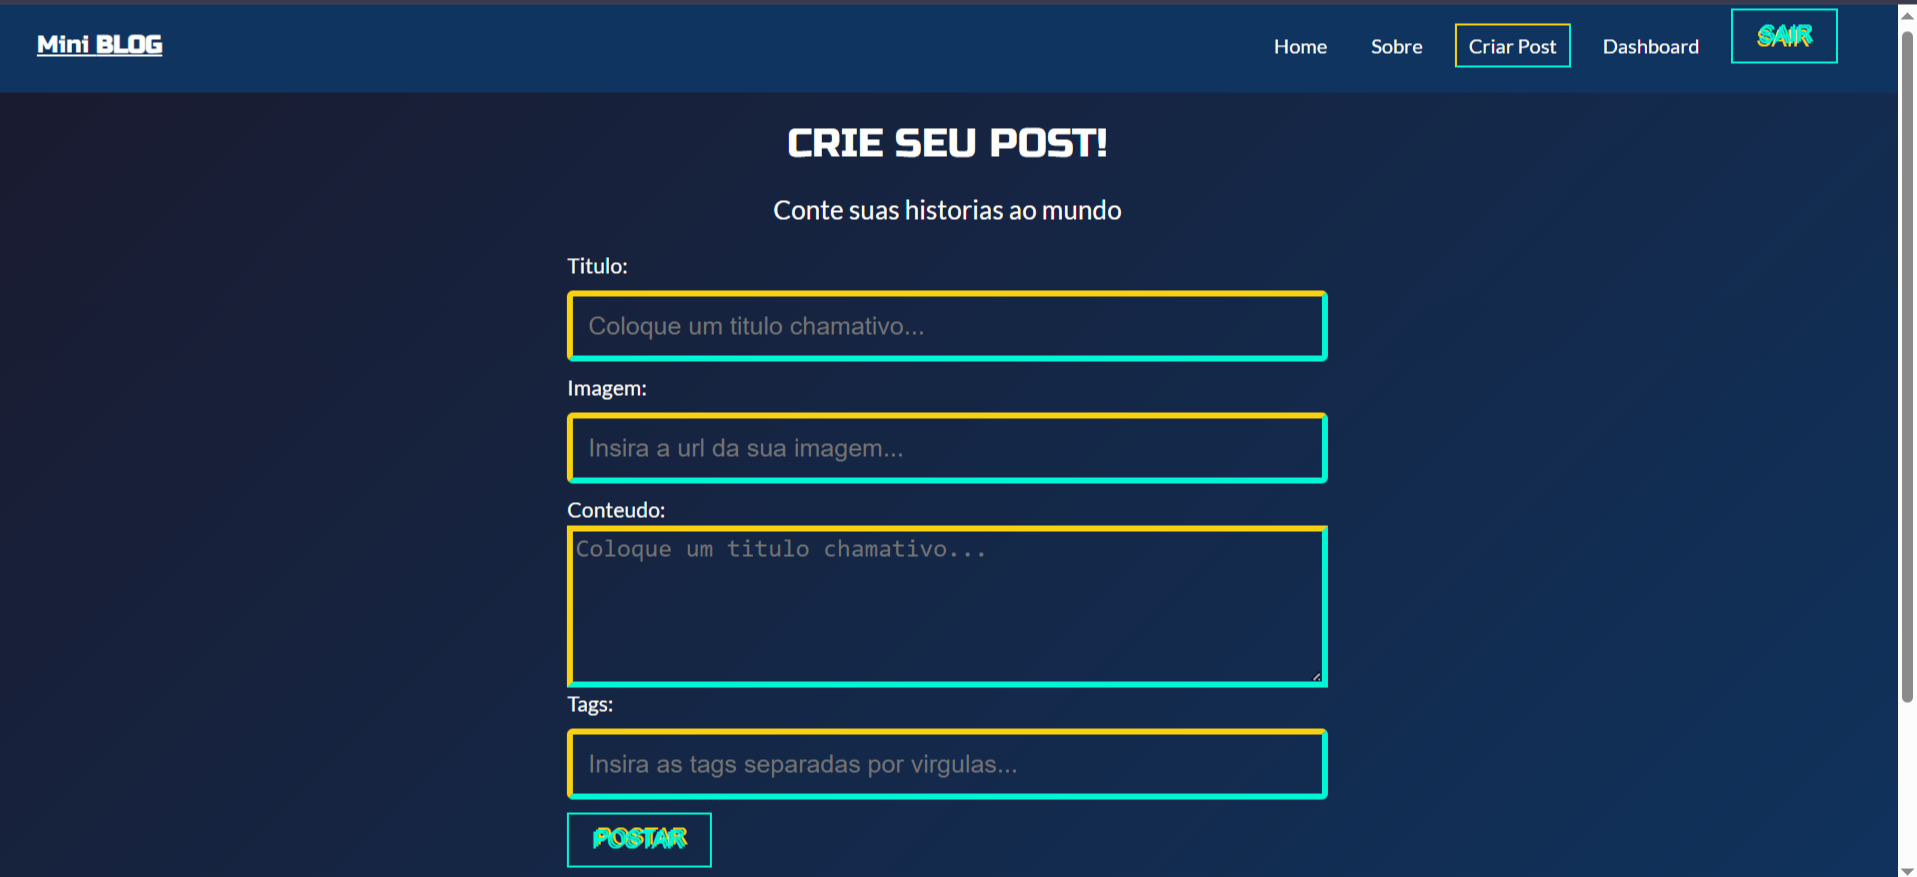 Mini BLOG
Home
Sobre
Criar Post
Dashboard
SAIR
CRIE SEU POST!
Conte suas historias ao mundo
Titulo:
Coloque um titulo chamativo...
Imagem:
Insira a url da sua imagem...
Conteudo:
Coloque um titulo chamativo...
Tags:
Insira as tags separadas por virgulas...
POSTAR